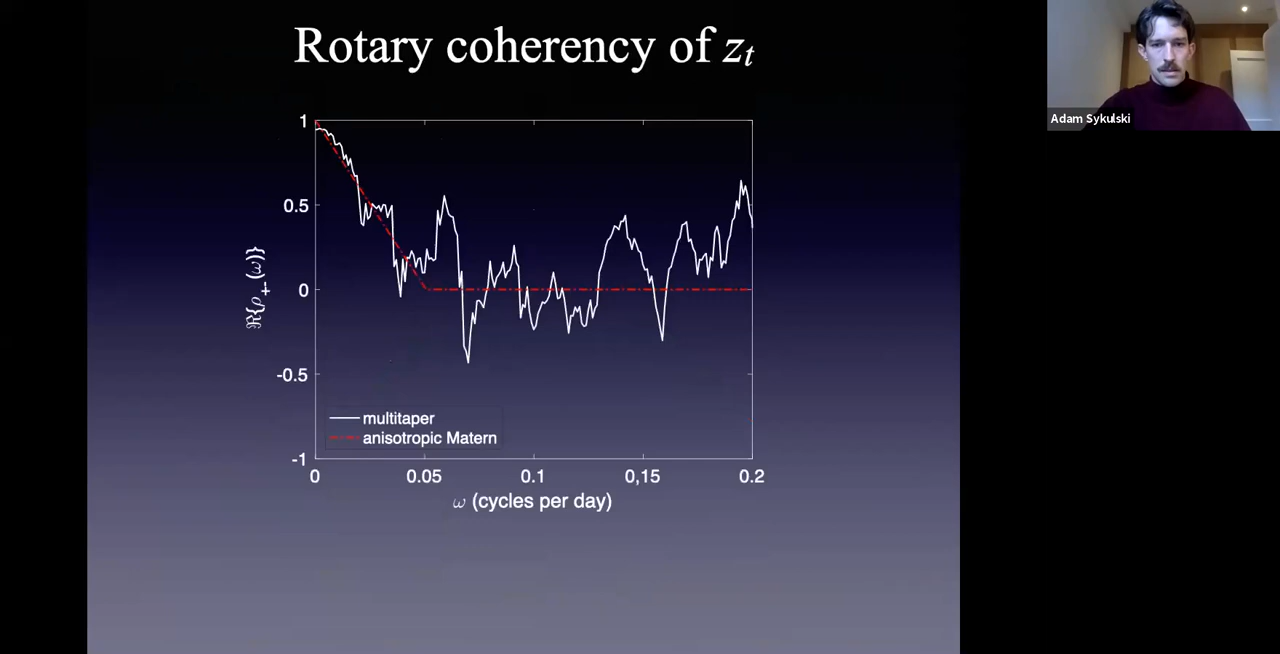 Rotary coherency of z_t
Adam Sykulski
1
0.5
0
-0.5
-1
ℜ{ρ₊(ω)}
multitaper
anisotropic Matern
0
0.05
0.1
0,15
0.2
ω (cycles per day)